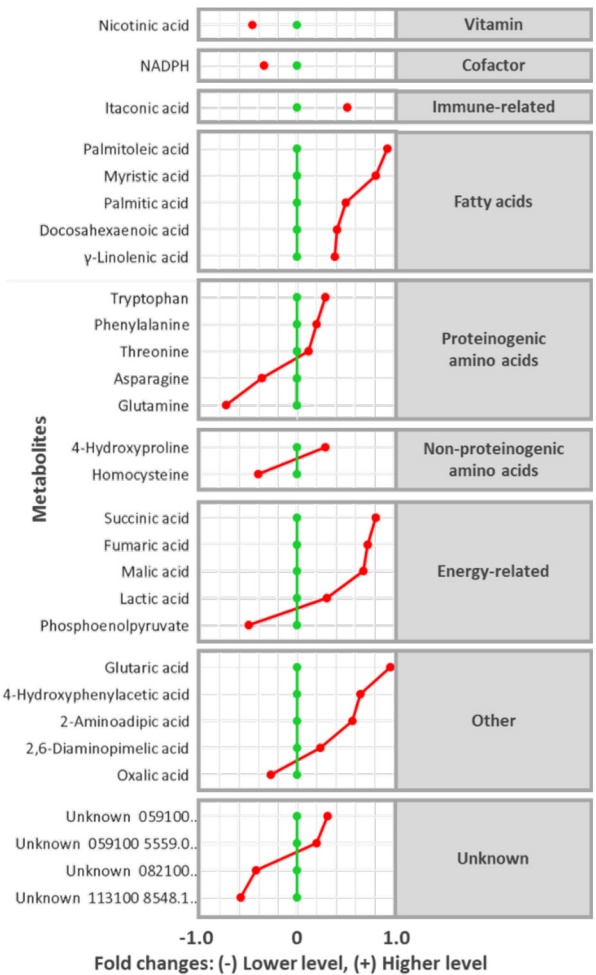 Nicotinic acid
Vitamin
NADPH
Cofactor
Itaconic acid
Immune-related
Palmitoleic acid
Myristic acid
Palmitic acid
Docosahexaenoic acid
γ-Linolenic acid
Fatty acids
Metabolites
Tryptophan
Phenylalanine
Threonine
Asparagine
Glutamine
Proteinogenic
amino acids
4-Hydroxyproline
Homocysteine
Non-proteinogenic
amino acids
Succinic acid
Fumaric acid
Malic acid
Lactic acid
Phosphoenolpyruvate
Energy-related
Glutaric acid
4-Hydroxyphenylacetic acid
2-Aminoadipic acid
2,6-Diaminopimelic acid
Oxalic acid
Other
Unknown 059100..
Unknown 059100 5559.0..
Unknown 082100..
Unknown 113100 8548.1..
Unknown
-1.0 0 1.0
Fold changes: (-) Lower level, (+) Higher level